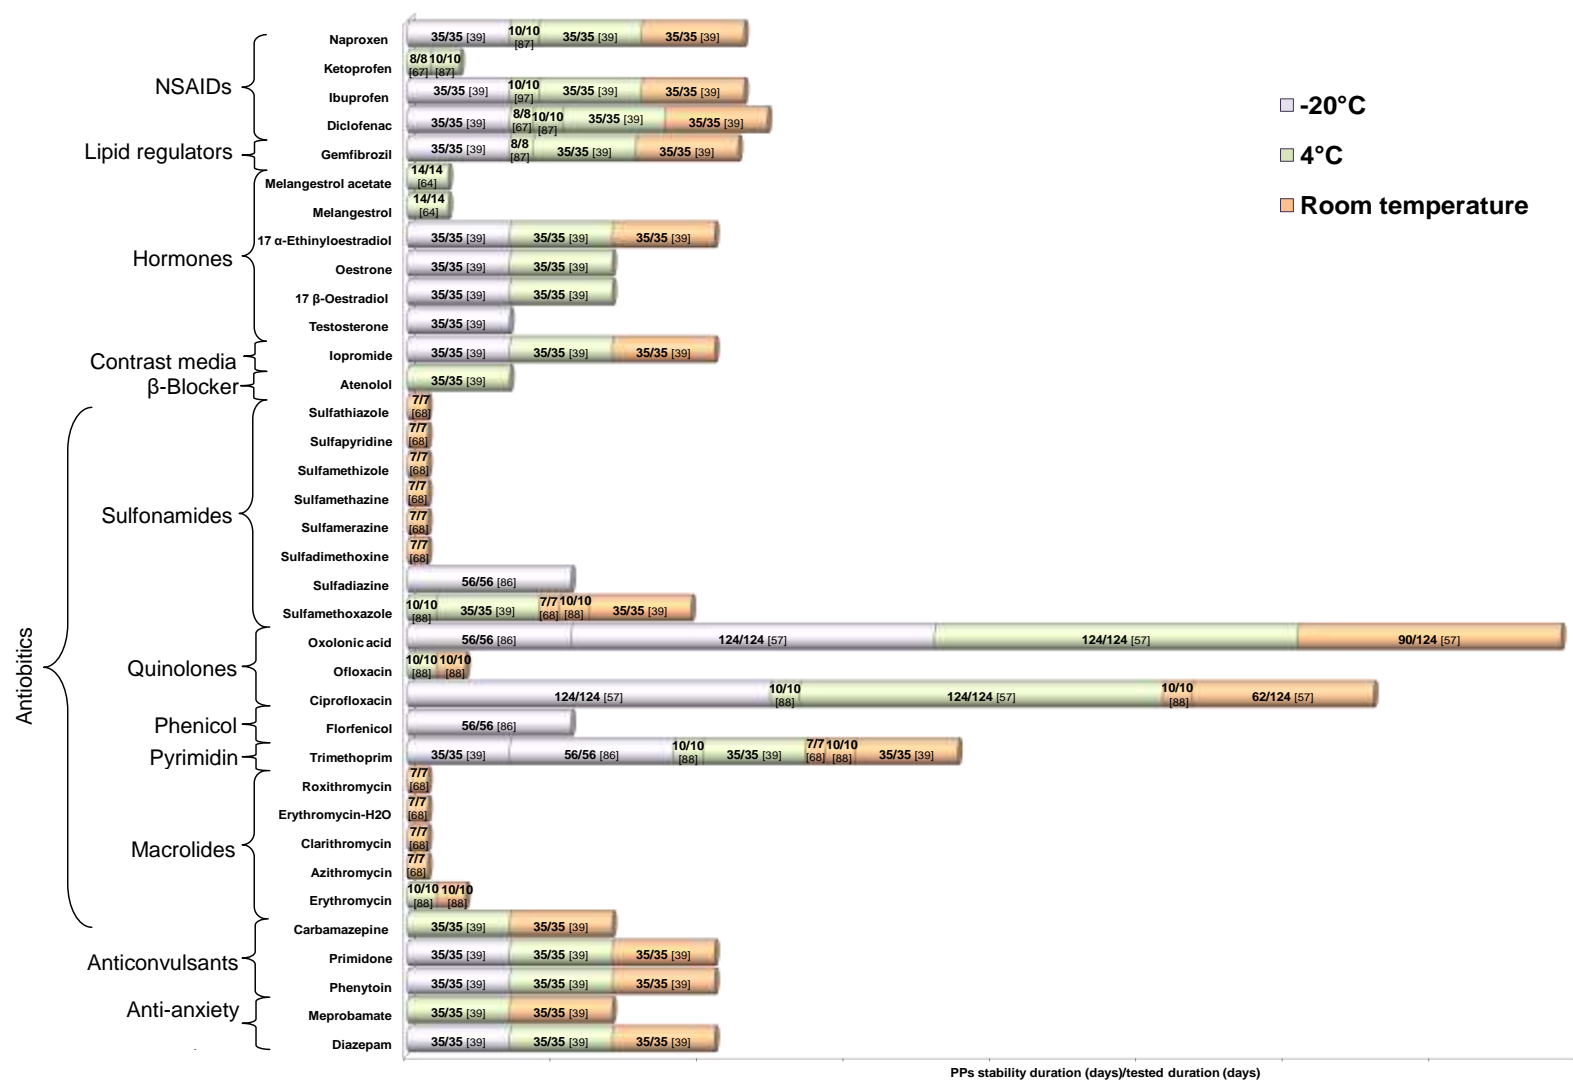 Naproxen 35/35 [39] 10/10 [87] 35/35 [39] 35/35 [39]
Ketoprofen 8/8 [67] 10/10 [87]
NSAIDs
Ibuprofen 35/35 [39] 10/10 [97] 35/35 [39] 35/35 [39]
Diclofenac 35/35 [39] 8/8 [67] 10/10 [87] 35/35 [39] 35/35 [39]
Lipid regulators
Gemfibrozil 35/35 [39] 8/8 [87] 35/35 [39] 35/35 [39]
Melangestrol acetate 14/14 [64]
Melangestrol 14/14 [64]
17 α-Ethinyloestradiol 35/35 [39] 35/35 [39] 35/35 [39]
Hormones
Oestrone 35/35 [39] 35/35 [39]
17 β-Oestradiol 35/35 [39] 35/35 [39]
Testosterone 35/35 [39]
Contrast media
Iopromide 35/35 [39] 35/35 [39] 35/35 [39]
β-Blocker
Atenolol 35/35 [39]
Sulfathiazole 7/7 [68]
Sulfapyridine 7/7 [68]
Sulfamethizole 7/7 [68]
Sulfamethazine 7/7 [68]
Sulfonamides
Sulfamerazine 7/7 [68]
Sulfadimethoxine 7/7 [68]
Sulfadiazine 56/56 [86]
Sulfamethoxazole 10/10 [88] 35/35 [39] 7/7 [68] 10/10 [88] 35/35 [39]
Antiobitics
Oxolonic acid 56/56 [86] 124/124 [57] 124/124 [57] 90/124 [57]
Quinolones
Ofloxacin 10/10 [88] 10/10 [88]
Ciprofloxacin 124/124 [57] 10/10 [88] 124/124 [57] 10/10 [88] 62/124 [57]
Phenicol
Florfenicol 56/56 [86]
Pyrimidin
Trimethoprim 35/35 [39] 56/56 [86] 10/10 [88] 35/35 [39] 7/7 [68] 10/10 [88] 35/35 [39]
Roxithromycin 7/7 [68]
Erythromycin-H2O 7/7 [68]
Macrolides
Clarithromycin 7/7 [68]
Azithromycin 7/7 [68]
Erythromycin 10/10 [88] 10/10 [88]
Carbamazepine 35/35 [39] 35/35 [39]
Anticonvulsants
Primidone 35/35 [39] 35/35 [39] 35/35 [39]
Phenytoin 35/35 [39] 35/35 [39] 35/35 [39]
Anti-anxiety
Meprobamate 35/35 [39] 35/35 [39]
Diazepam 35/35 [39] 35/35 [39] 35/35 [39]
PPs stability duration (days)/tested duration (days)
-20°C
4°C
Room temperature